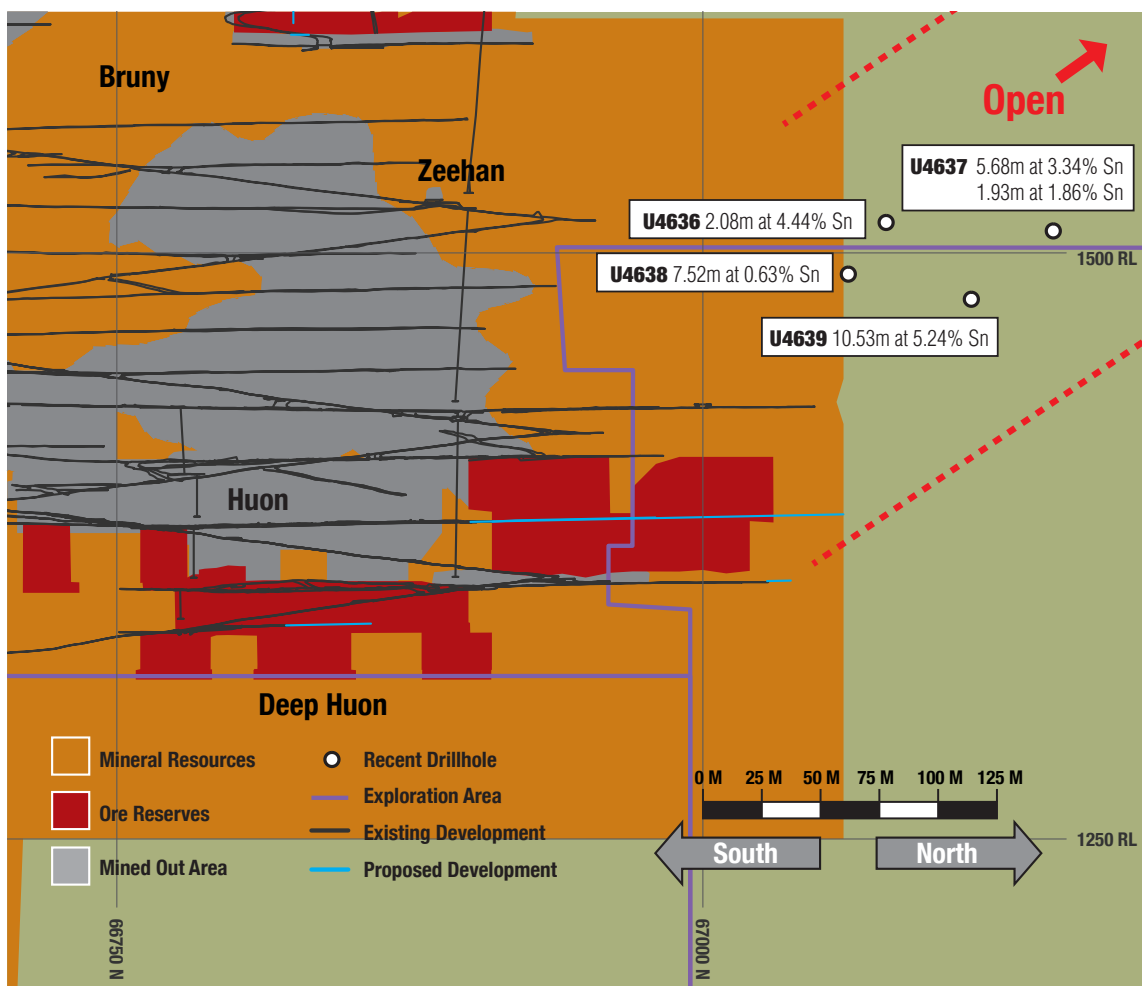 Bruny
Zeehan
Open
U4637 5.68m at 3.34% Sn
1.93m at 1.86% Sn
U4636 2.08m at 4.44% Sn
1500 RL
U4638 7.52m at 0.63% Sn
U4639 10.53m at 5.24% Sn
Huon
Deep Huon
Mineral Resources
Ore Reserves
Mined Out Area
Recent Drillhole
Exploration Area
Existing Development
Proposed Development
0 M 25 M 50 M 75 M 100 M 125 M
1250 RL
South
North
66750 N
67000 N